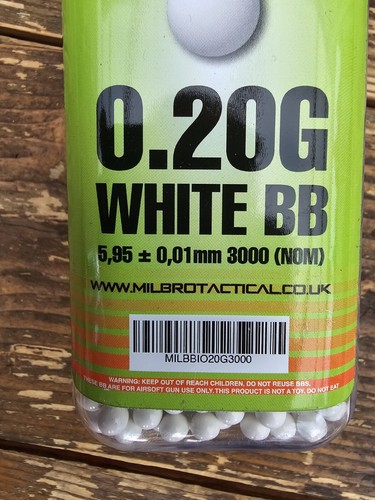 0.20G
WHITE BB
5,95 ± 0,01mm 3000 (NOM)
WWW.MILBROTACTICAL.CO.UK
MILBBIO20G3000
WARNING: KEEP OUT OF REACH CHILDREN, DO NOT REUSE BBS.
THESE BB ARE FOR AIRSOFT GUN USE ONLY. THIS PRODUCT IS NOT A TOY. DO NOT EAT